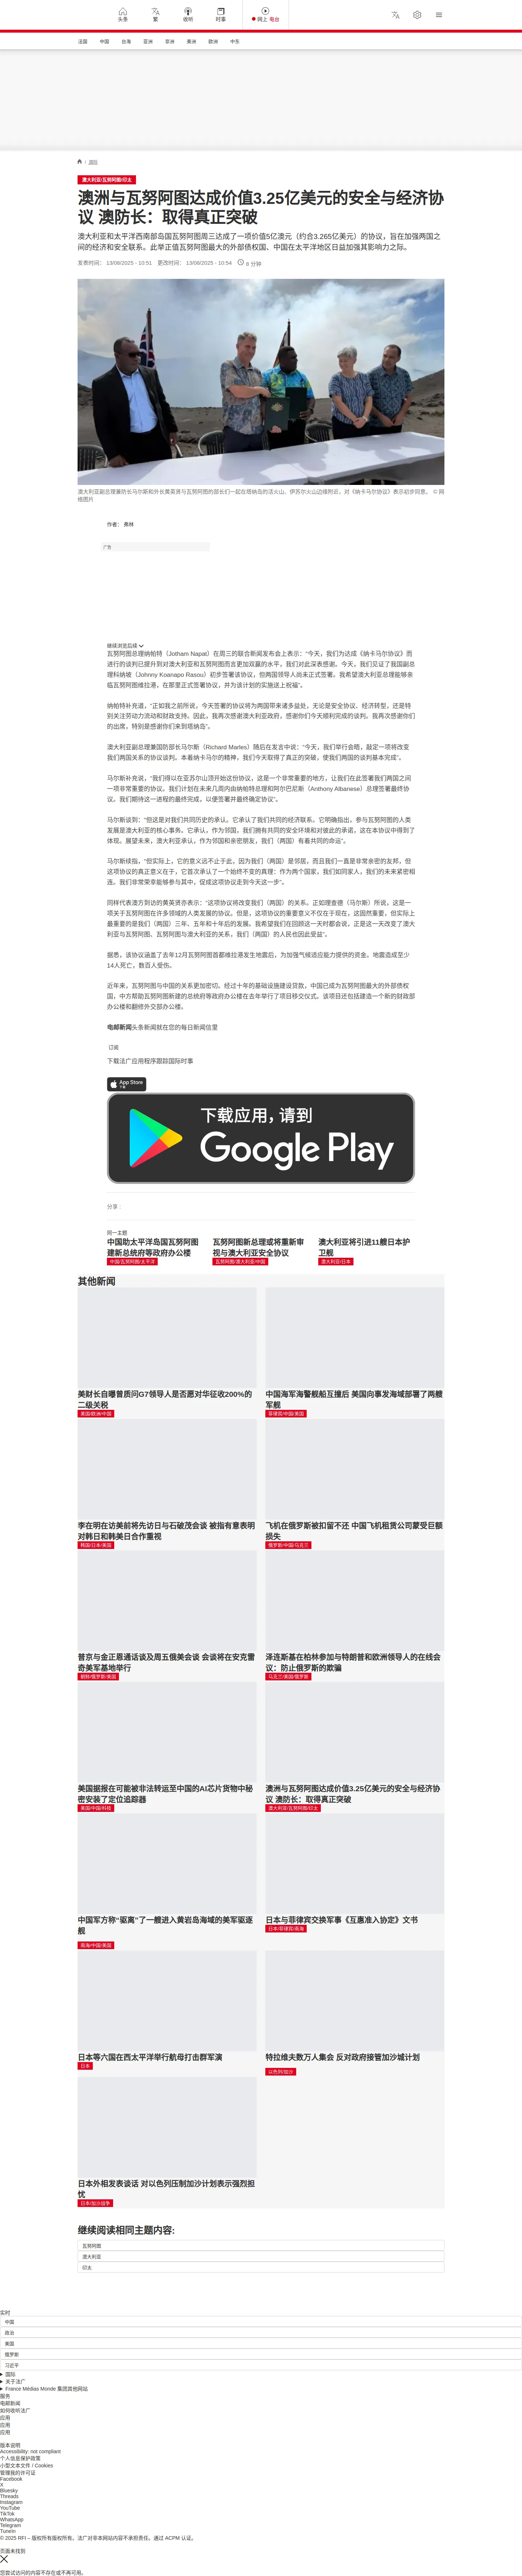 头条
繁
收听
时事
网上 电台
法国
中国
台海
亚洲
非洲
美洲
欧洲
中东
/ 国际
澳大利亚/瓦努阿图/印太
澳洲与瓦努阿图达成价值3.25亿美元的安全与经济协
议 澳防长：取得真正突破
澳大利亚和太平洋西南部岛国瓦努阿图周三达成了一项价值5亿澳元（约合3.265亿美元）的协议，旨在加强两国之
间的经济和安全联系。此举正值瓦努阿图最大的外部债权国、中国在太平洋地区日益加强其影响力之际。
发表时间： 13/08/2025 - 10:51 更改时间： 13/08/2025 - 10:54 8 分钟
澳大利亚副总理兼防长马尔斯和外长黄英贤与瓦努阿图的部长们一起在塔纳岛的活火山、伊苏尔火山边缘附近，对《纳卡马尔协议》表示初步同意。 © 网
络图片
作者： 弗林
广告
继续浏览后续
瓦努阿图总理纳帕特（Jotham Napat）在周三的联合新闻发布会上表示：“今天，我们为达成《纳卡马尔协议》而
进行的谈判已提升到对澳大利亚和瓦努阿图而言更加双赢的水平，我们对此深表感谢。今天，我们见证了我国副总
理科纳坡（Johnny Koanapo Rasou）初步签署该协议，但两国领导人尚未正式签署。我希望澳大利亚总理能够亲
临瓦努阿图维拉港，在那里正式签署协议，并为该计划的实施送上祝福”。
纳帕特补充道，“正如我之前所说，今天签署的协议将为两国带来诸多益处，无论是安全协议、经济转型，还是特
别关注劳动力流动和财政支持。因此，我再次感谢澳大利亚政府，感谢你们今天顺利完成的谈判。我再次感谢你们
的出席，特别是感谢你们来到塔纳岛”。
澳大利亚副总理兼国防部长马尔斯（Richard Marles）随后在发言中说：“今天，我们举行会晤，敲定一项将改变
我们两国关系的协议谈判。本着纳卡马尔的精神，我们今天取得了真正的突破，使我们两国的谈判基本完成”。
马尔斯补充说，“我们得以在亚苏尔山顶开始这份协议，这是一个非常重要的地方，让我们在此签署我们两国之间
一项非常重要的协议。我们计划在未来几周内由纳帕特总理和阿尔巴尼斯（Anthony Albanese）总理签署最终协
议。我们期待这一进程的最终完成，以便签署并最终确定协议”。
马尔斯谈到：“但这是对我们共同历史的承认。它承认了我们共同的经济联系。它明确指出，参与瓦努阿图的人类
发展是澳大利亚的核心事务。它承认，作为邻国，我们拥有共同的安全环境和对彼此的承诺，这在本协议中得到了
体现。展望未来，澳大利亚承认，作为邻国和亲密朋友，我们（两国）有着共同的命运”。
马尔斯续指，“但实际上，它的意义远不止于此，因为我们（两国）是邻居，而且我们一直是非常亲密的友邦，但
这项协议的真正意义在于，它首次承认了一个始终不变的真理：作为两个国家，我们如同家人，我们的未来紧密相
连。我们非常荣幸能够参与其中，促成这项协议走到今天这一步”。
同样代表澳方到访的黄英贤亦表示：“这项协议将改变我们（两国）的关系。正如理查德（马尔斯）所说，这是一
项关于瓦努阿图在许多领域的人类发展的协议。但是，这项协议的重要意义不仅在于现在，这固然重要，但实际上
最重要的是我们（两国）三年、五年和十年后的发展。我希望我们在回顾这一天时都会说，正是这一天改变了澳大
利亚与瓦努阿图、瓦努阿图与澳大利亚的关系，我们（两国）的人民也因此受益”。
据悉，该协议涵盖了去年12月瓦努阿图首都维拉港发生地震后，为加强气候适应能力提供的资金。地震造成至少
14人死亡，数百人受伤。
近年来，瓦努阿图与中国的关系更加密切。经过十年的基础设施建设贷款，中国已成为瓦努阿图最大的外部债权
国，中方帮助瓦努阿图新建的总统府等政府办公楼在去年举行了项目移交仪式。该项目还包括建造一个新的财政部
办公楼和翻修外交部办公楼。
电邮新闻头条新闻就在您的每日新闻信里
订阅
下载法广应用程序跟踪国际时事
App Store
下载
下载应用，请到
Google Play
分享 :
同一主题
中国助太平洋岛国瓦努阿图
建新总统府等政府办公楼
中国/瓦努阿图/太平洋
瓦努阿图新总理或将重新审
视与澳大利亚安全协议
瓦努阿图/澳大利亚/中国
澳大利亚将引进11艘日本护
卫舰
澳大利亚/日本
其他新闻
美财长自曝曾质问G7领导人是否愿对华征收200%的
二级关税
美国/欧洲/中国
中国海军海警舰船互撞后 美国向事发海域部署了两艘
军舰
菲律宾/中国/美国
李在明在访美前将先访日与石破茂会谈 被指有意表明
对韩日和韩美日合作重视
韩国/日本/美国
飞机在俄罗斯被扣留不还 中国飞机租赁公司蒙受巨额
损失
俄罗斯/中国/乌克兰
普京与金正恩通话谈及周五俄美会谈 会谈将在安克雷
奇美军基地举行
朝鲜/俄罗斯/美国
泽连斯基在柏林参加与特朗普和欧洲领导人的在线会
议：防止俄罗斯的欺骗
乌克兰/美国/俄罗斯
美国据报在可能被非法转运至中国的AI芯片货物中秘
密安装了定位追踪器
美国/中国/科技
澳洲与瓦努阿图达成价值3.25亿美元的安全与经济协
议 澳防长：取得真正突破
澳大利亚/瓦努阿图/印太
中国军方称“驱离”了一艘进入黄岩岛海域的美军驱逐
舰
南海/中国/美国
日本与菲律宾交换军事《互惠准入协定》文书
日本/菲律宾/南海
日本等六国在西太平洋举行航母打击群军演
日本
特拉维夫数万人集会 反对政府接管加沙城计划
以色列/加沙
日本外相发表谈话 对以色列压制加沙计划表示强烈担
忧
日本/加沙战争
继续阅读相同主题内容:
瓦努阿图
澳大利亚
印太
实时
中国
政治
美国
俄罗斯
习近平
国际
关于法广
France Médias Monde 集团其他网站
服务
电邮新闻
如何收听法广
应用
应用
应用
版本说明
Accessibility: not compliant
个人信息保护政策
小型文本文件 / Cookies
管理我的许可证
Facebook
X
Bluesky
Threads
Instagram
YouTube
TikTok
WhatsApp
Telegram
TuneIn
© 2025 RFI – 版权所有版权所有。法广对非本网站内容不承担责任。通过 ACPM 认证。
页面未找到
您尝试访问的内容不存在或不再可用。